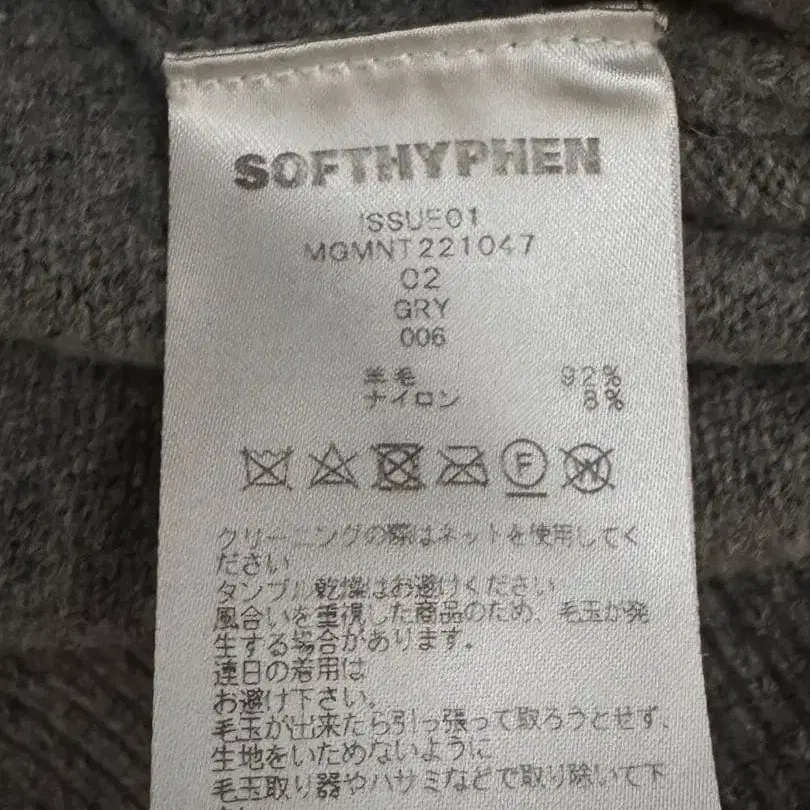 SOFTHYPHEN
ISSUE01
MGMNT221047
02
GRY
006
羊毛 92%
ナイロン 8%
F W
クリーニングの際はネットを使用してく
ださい
タンブル乾燥はお避けください
風合いを重視した商品のため、毛玉が発
生する場合があります。
連日の着用は
お避け下さい。
毛玉が出来たら引っ張って取ろうとせず、
生地をいためないように
毛玉取り器やハサミなどで取り除いて下